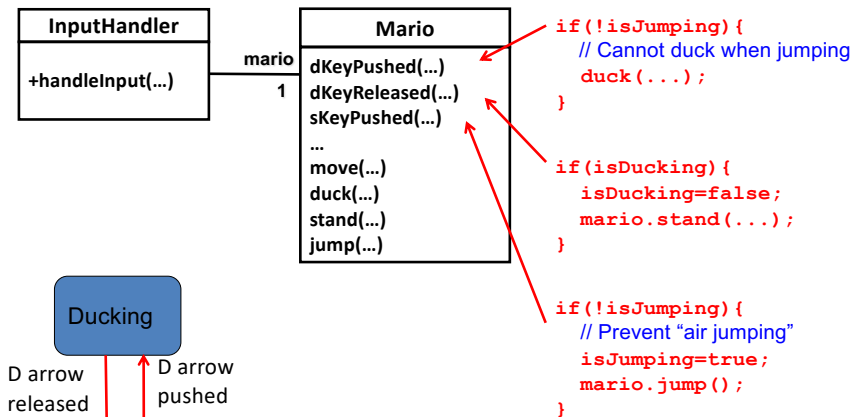 InputHandler
+handleInput(…)
mario
1
Mario
dKeyPushed(…)
dKeyReleased(…)
sKeyPushed(…)
…
move(…)
duck(…)
stand(…)
jump(…)
if(!isJumping){
// Cannot duck when jumping
duck(...);
}
if(isDucking){
isDucking=false;
mario.stand(...);
}
if(!isJumping){
// Prevent “air jumping”
isJumping=true;
mario.jump();
}
Ducking
D arrow
released
D arrow
pushed